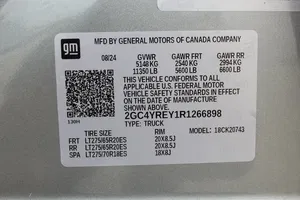 gm
MFD BY GENERAL MOTORS OF CANADA COMPANY
08/24 GVWR GAWR FRT GAWR RR
5148 KG 2540 KG 2994 KG
11350 LB 5600 LB 6600 LB
THIS VEHICLE CONFORMS TO ALL
APPLICABLE U.S. FEDERAL MOTOR
VEHICLE SAFETY STANDARDS IN EFFECT
ON THE DATE OF MANUFACTURE SHOWN ABOVE.
2GC4YREY1R1266898
TYPE: TRUCK 18CK20743
TIRE SIZE RIM
FRT LT275/65R20ES 20X8.5J
RR LT275/65R20ES 20X8.5J
SPA LT275/70R18ES 18X8J